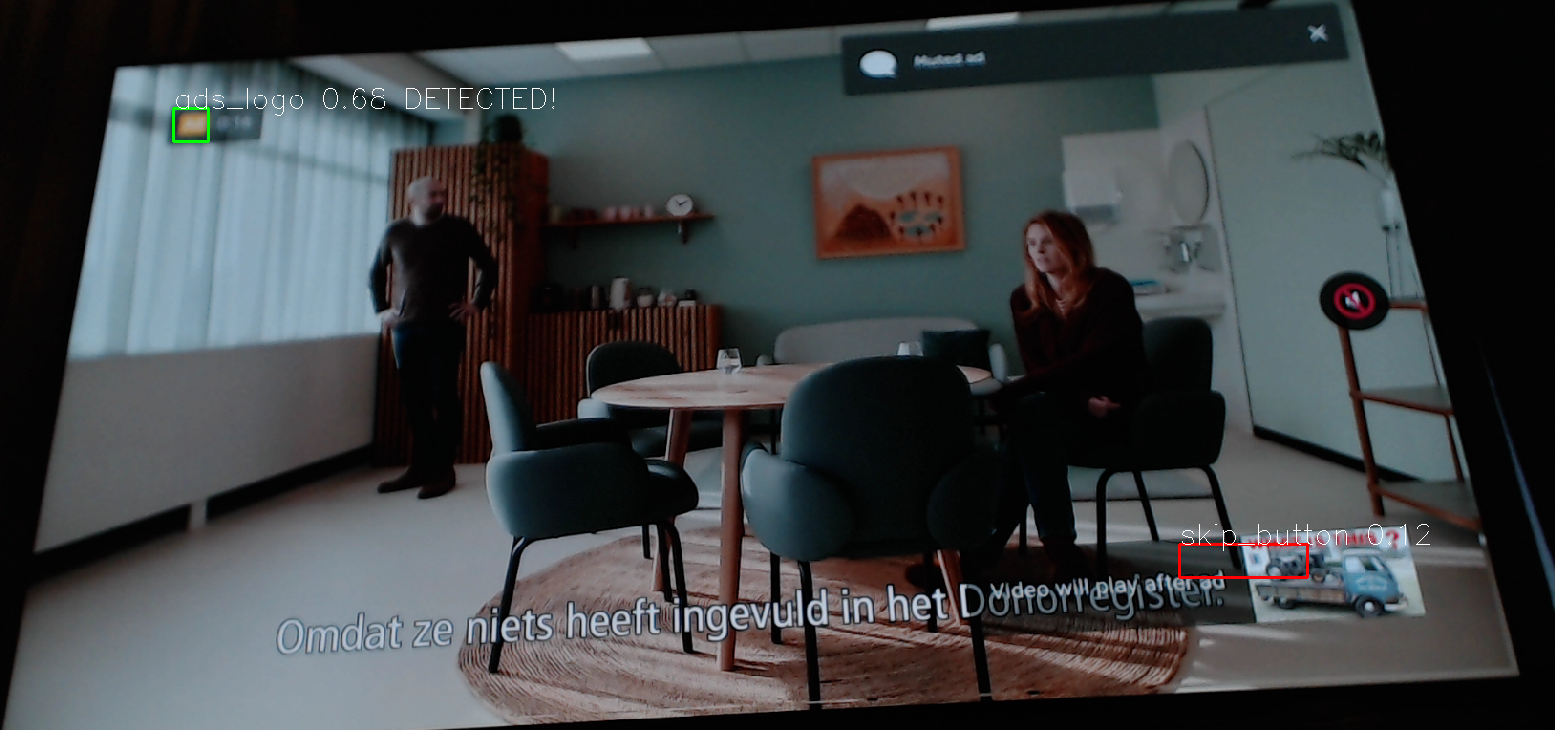 Muted ad
ads_logo 0.68 DETECTED!
skip_button 0.12
Video will play after ad
Omdat ze niets heeft ingevuld in het Donorregister.